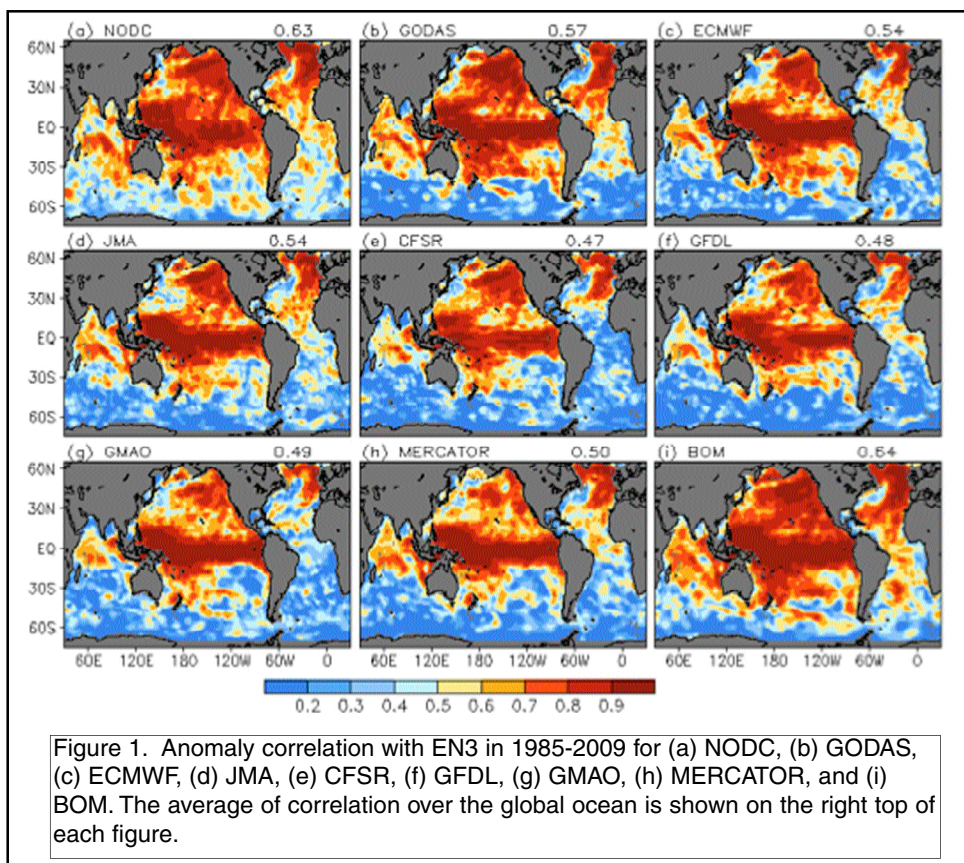 (a) NODC 0.63 (b) GODAS 0.57 (c) ECMWF 0.54
60N
30N
EQ
30S
60S
(d) JMA 0.54 (e) CFSR 0.47 (f) GFDL 0.48
60N
30N
EQ
30S
60S
(g) GMAO 0.49 (h) MERCATOR 0.50 (i) BOM 0.64
60N
30N
EQ
30S
60S
60E 120E 180 120W 60W 0 60E 120E 180 120W 60W 0 60E 120E 180 120W 60W 0
0.2 0.3 0.4 0.5 0.6 0.7 0.8 0.9
Figure 1. Anomaly correlation with EN3 in 1985-2009 for (a) NODC, (b) GODAS,
(c) ECMWF, (d) JMA, (e) CFSR, (f) GFDL, (g) GMAO, (h) MERCATOR, and (i)
BOM. The average of correlation over the global ocean is shown on the right top of
each figure.